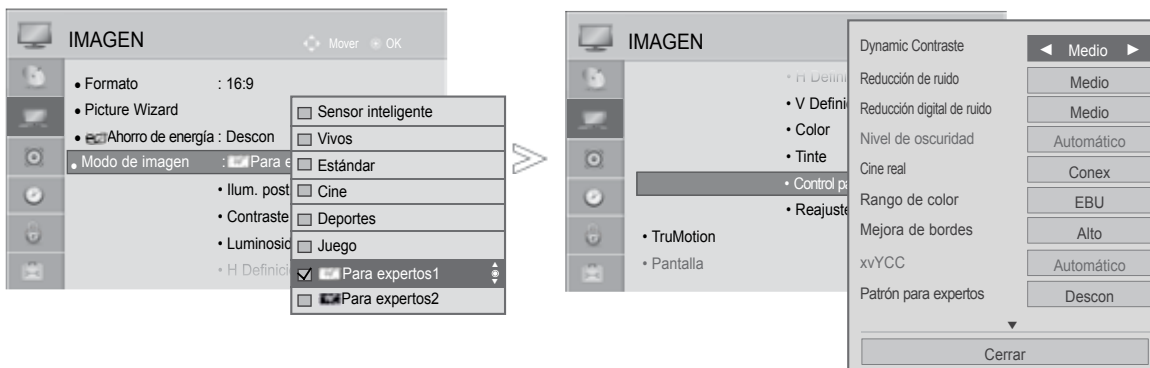 IMAGEN
Mover OK
• Formato : 16:9
• Picture Wizard
• Ahorro de energía : Descon
• Modo de imagen : Para e
• Ilum. post
• Contraste
• Luminosid
• H Definici
Sensor inteligente
Vivos
Estándar
Cine
Deportes
Juego
Para expertos1
Para expertos2
IMAGEN
• H Defini
• V Defini
• Color
• Tinte
• Control pa
• Reajuste
• TruMotion
• Pantalla
Dynamic Contraste ◄ Medio ►
Reducción de ruido Medio
Reducción digital de ruido Medio
Nivel de oscuridad Automático
Cine real Conex
Rango de color EBU
Mejora de bordes Alto
xvYCC Automático
Patrón para expertos Descon
▼
Cerrar